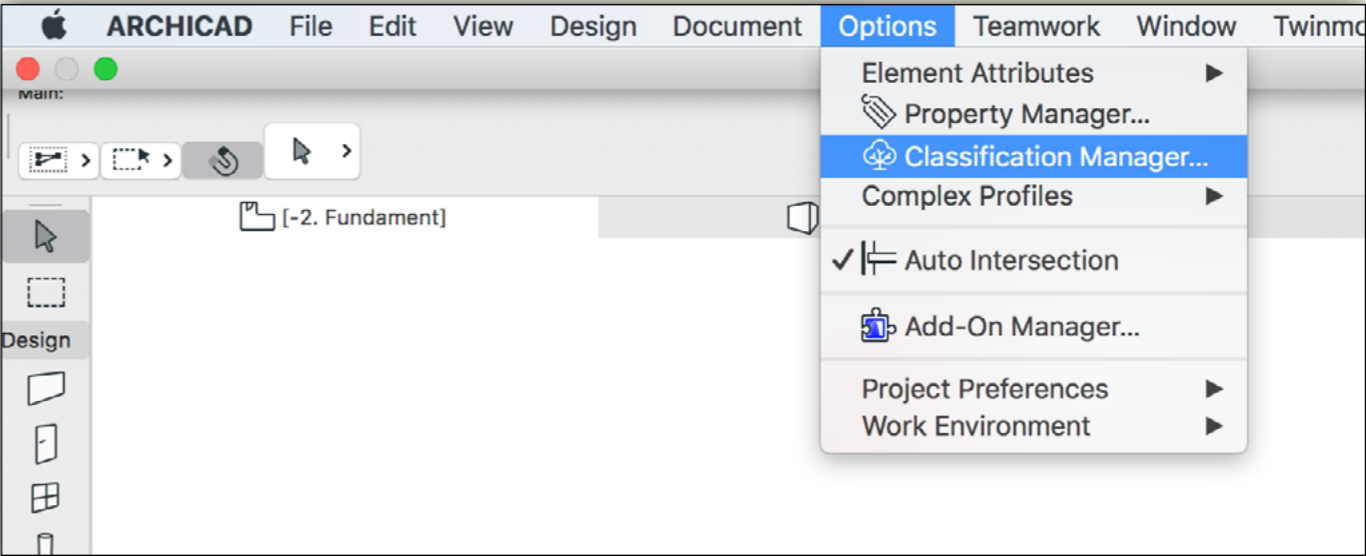 ARCHICAD File Edit View Design Document Options Teamwork Window Twinmo
Main:
Element Attributes
Property Manager...
Classification Manager...
Complex Profiles
[-2. Fundament]
Auto Intersection
Add-On Manager...
Design
Project Preferences
Work Environment